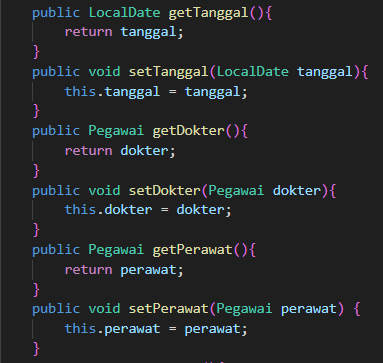 public LocalDate getTanggal(){
return tanggal;
}
public void setTanggal(LocalDate tanggal){
this.tanggal = tanggal;
}
public Pegawai getDokter(){
return dokter;
}
public void setDokter(Pegawai dokter){
this.dokter = dokter;
}
public Pegawai getPerawat(){
return perawat;
}
public void setPerawat(Pegawai perawat) {
this.perawat = perawat;
}